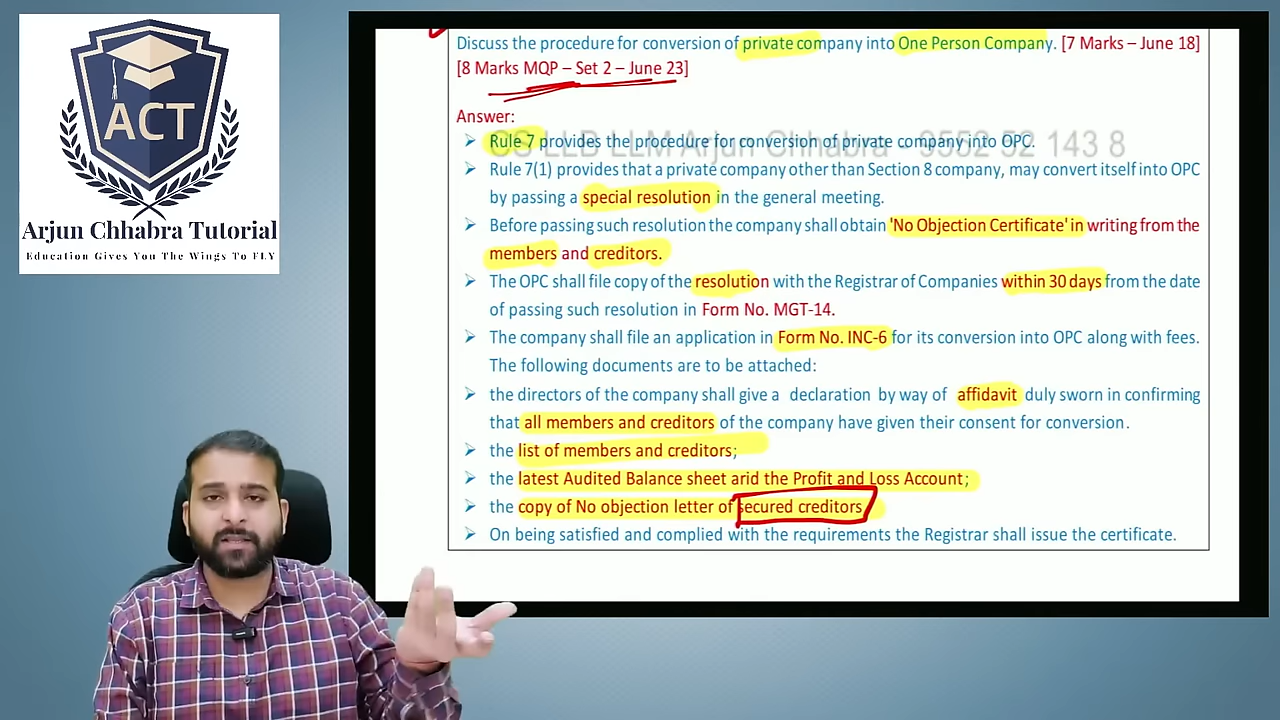 ACT
Arjun Chhabra Tutorial
Education Gives You The Wings To FLY
Discuss the procedure for conversion of private company into One Person Company. [7 Marks – June 18]
[8 Marks MQP – Set 2 – June 23]
Answer:
CS LLB LLM Arjun Chhabra - 9552 52 143 8
➢ Rule 7 provides the procedure for conversion of private company into OPC.
➢ Rule 7(1) provides that a private company other than Section 8 company, may convert itself into OPC
by passing a special resolution in the general meeting.
➢ Before passing such resolution the company shall obtain 'No Objection Certificate' in writing from the
members and creditors.
➢ The OPC shall file copy of the resolution with the Registrar of Companies within 30 days from the date
of passing such resolution in Form No. MGT-14.
➢ The company shall file an application in Form No. INC-6 for its conversion into OPC along with fees.
The following documents are to be attached:
➢ the directors of the company shall give a declaration by way of affidavit duly sworn in confirming
that all members and creditors of the company have given their consent for conversion.
➢ the list of members and creditors;
➢ the latest Audited Balance sheet arid the Profit and Loss Account;
➢ the copy of No objection letter of secured creditors
➢ On being satisfied and complied with the requirements the Registrar shall issue the certificate.